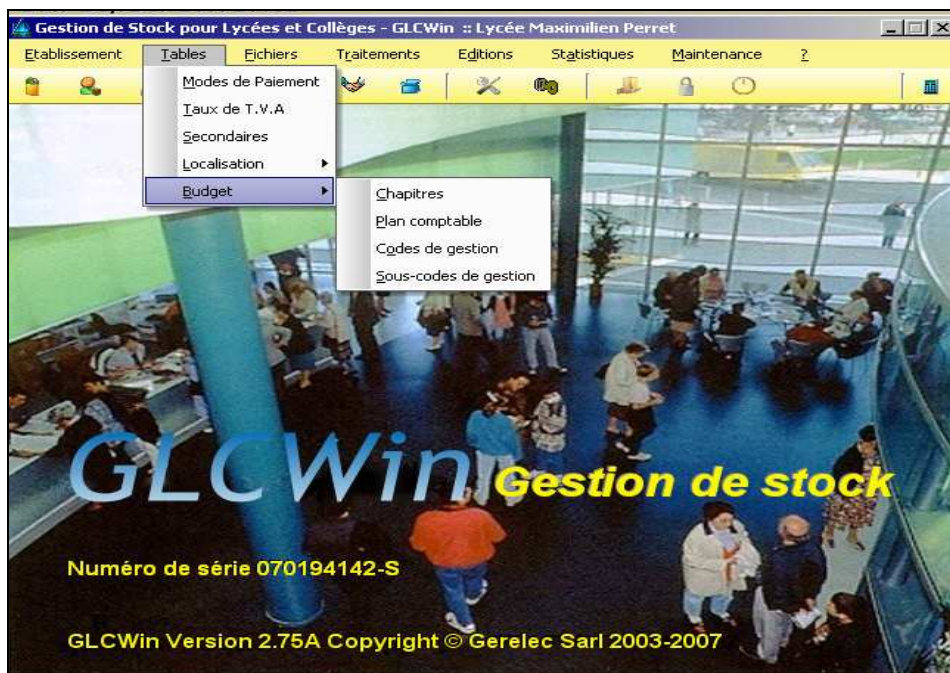 Gestion de Stock pour Lycées et Collèges - GLCWin :: Lycée Maximilien Perret
Etablissement Tables Fichiers Traitements Editions Statistiques Maintenance ?
Modes de Paiement
Taux de T.V.A
Secondaires
Localisation
Budget
Chapitres
Plan comptable
Codes de gestion
Sous-codes de gestion
GLCWin Gestion de stock
Numéro de série 070194142-S
GLCWin Version 2.75A Copyright © Gerelec Sarl 2003-2007